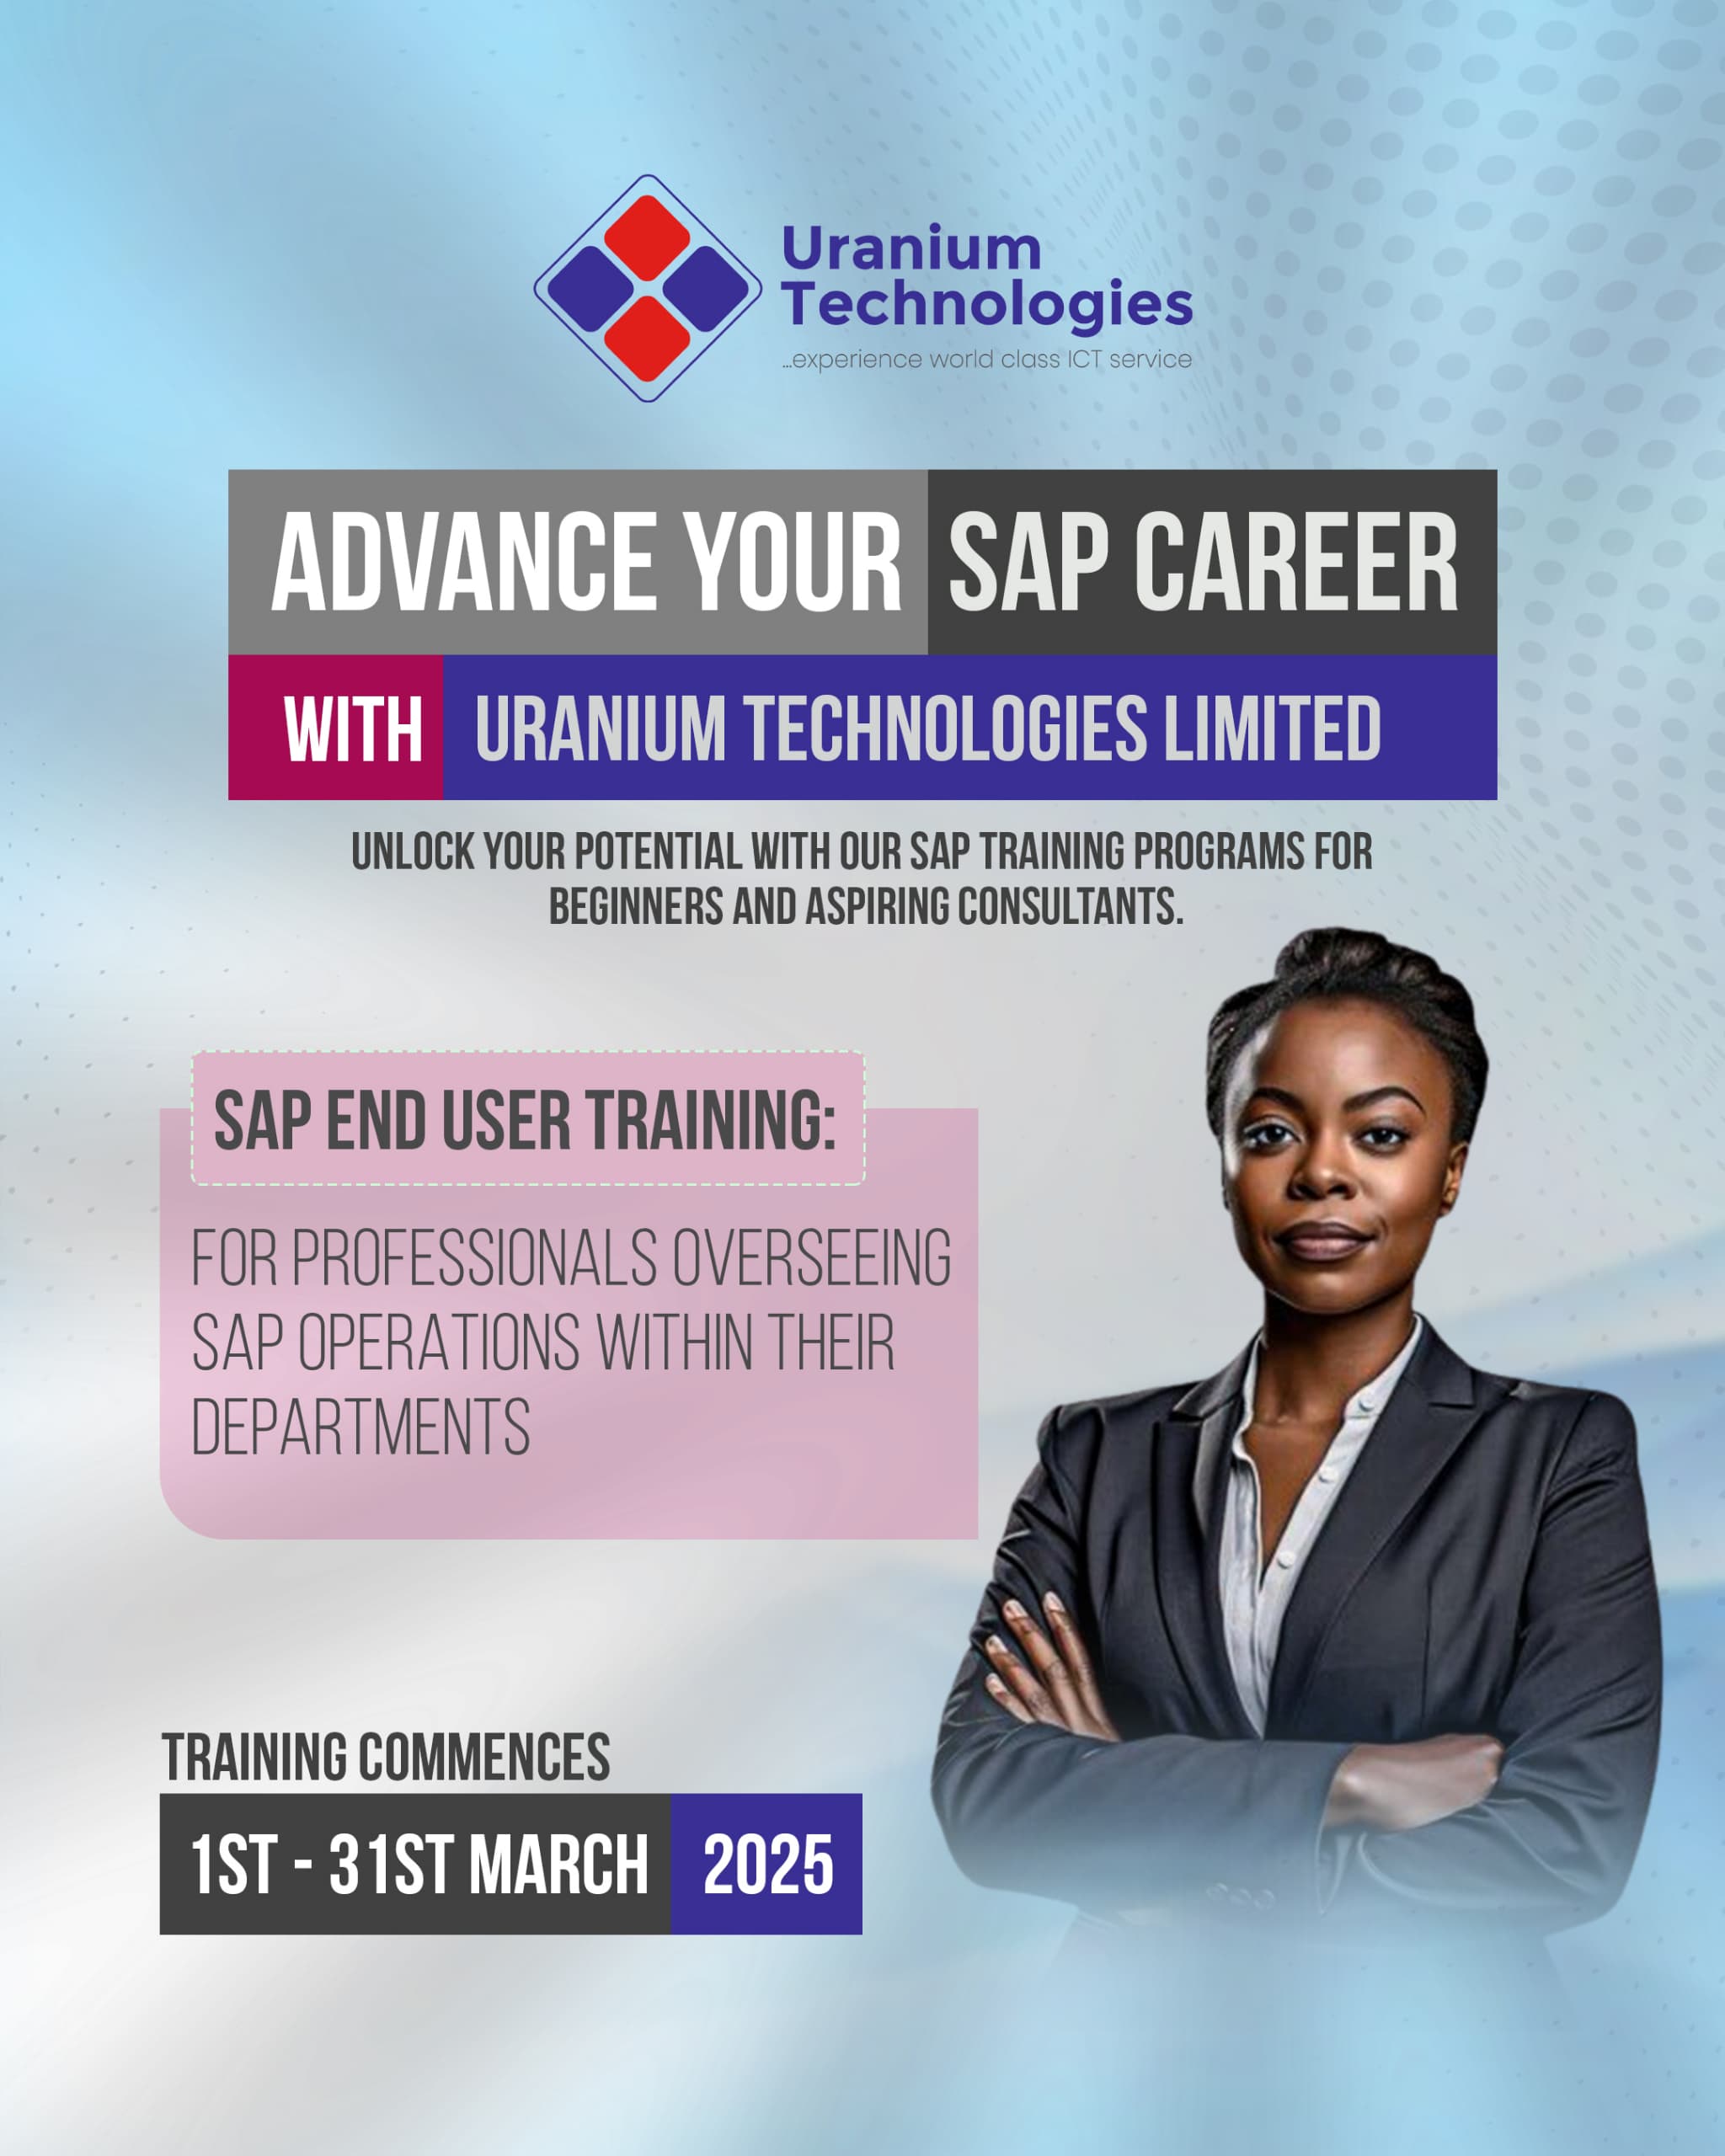 Uranium
Technologies
...experience world class ICT service
ADVANCE YOUR SAP CAREER
WITH URANIUM TECHNOLOGIES LIMITED
UNLOCK YOUR POTENTIAL WITH OUR SAP TRAINING PROGRAMS FOR
BEGINNERS AND ASPIRING CONSULTANTS.
SAP END USER TRAINING:
FOR PROFESSIONALS OVERSEEING
SAP OPERATIONS WITHIN THEIR
DEPARTMENTS
TRAINING COMMENCES
1ST - 31ST MARCH 2025